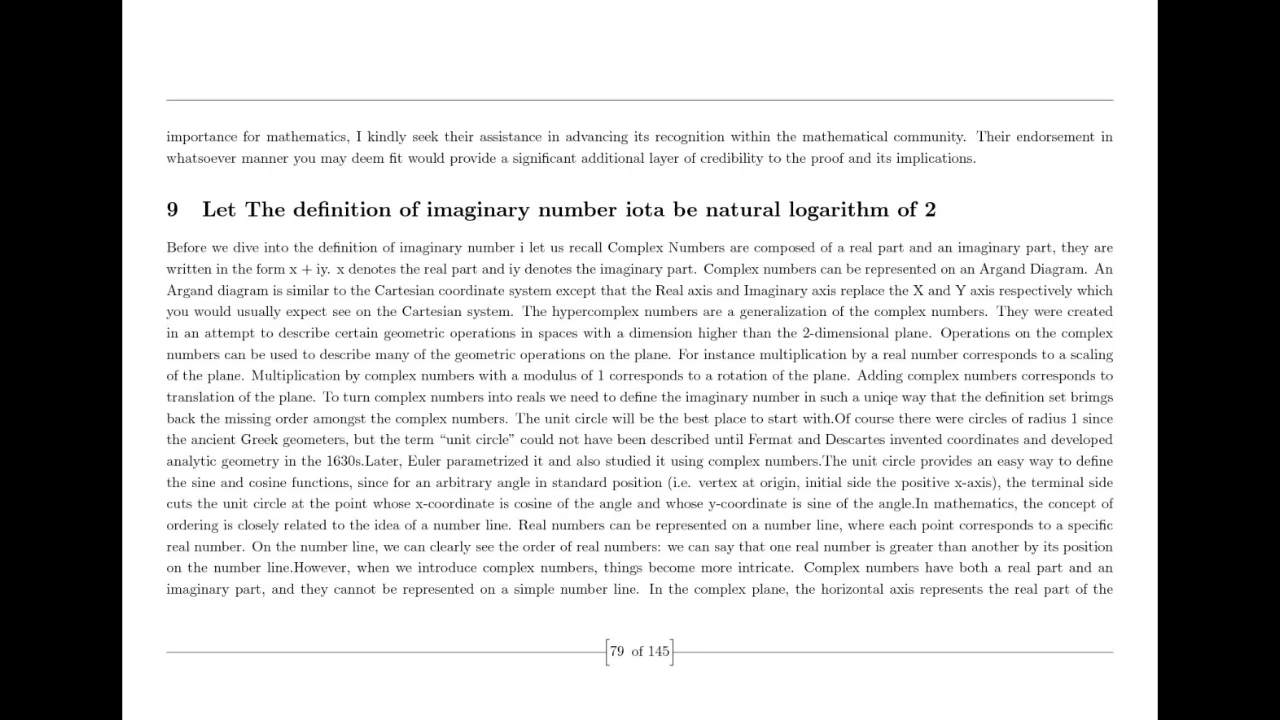 importance for mathematics, I kindly seek their assistance in advancing its recognition within the mathematical community. Their endorsement in
whatsoever manner you may deem fit would provide a significant additional layer of credibility to the proof and its implications.
9 Let The definition of imaginary number iota be natural logarithm of 2
Before we dive into the definition of imaginary number i let us recall Complex Numbers are composed of a real part and an imaginary part, they are
written in the form x + iy. x denotes the real part and iy denotes the imaginary part. Complex numbers can be represented on an Argand Diagram. An
Argand diagram is similar to the Cartesian coordinate system except that the Real axis and Imaginary axis replace the X and Y axis respectively which
you would usually expect see on the Cartesian system. The hypercomplex numbers are a generalization of the complex numbers. They were created
in an attempt to describe certain geometric operations in spaces with a dimension higher than the 2-dimensional plane. Operations on the complex
numbers can be used to describe many of the geometric operations on the plane. For instance multiplication by a real number corresponds to a scaling
of the plane. Multiplication by complex numbers with a modulus of 1 corresponds to a rotation of the plane. Adding complex numbers corresponds to
translation of the plane. To turn complex numbers into reals we need to define the imaginary number in such a uniqe way that the definition set brings
back the missing order amongst the complex numbers. The unit circle will be the best place to start with.Of course there were circles of radius 1 since
the ancient Greek geometers, but the term “unit circle” could not have been described until Fermat and Descartes invented coordinates and developed
analytic geometry in the 1630s.Later, Euler parametrized it and also studied it using complex numbers.The unit circle provides an easy way to define
the sine and cosine functions, since for an arbitrary angle in standard position (i.e. vertex at origin, initial side the positive x-axis), the terminal side
cuts the unit circle at the point whose x-coordinate is cosine of the angle and whose y-coordinate is sine of the angle.In mathematics, the concept of
ordering is closely related to the idea of a number line. Real numbers can be represented on a number line, where each point corresponds to a specific
real number. On the number line, we can clearly see the order of real numbers: we can say that one real number is greater than another by its position
on the number line.However, when we introduce complex numbers, things become more intricate. Complex numbers have both a real part and an
imaginary part, and they cannot be represented on a simple number line. In the complex plane, the horizontal axis represents the real part of the
79 of 145